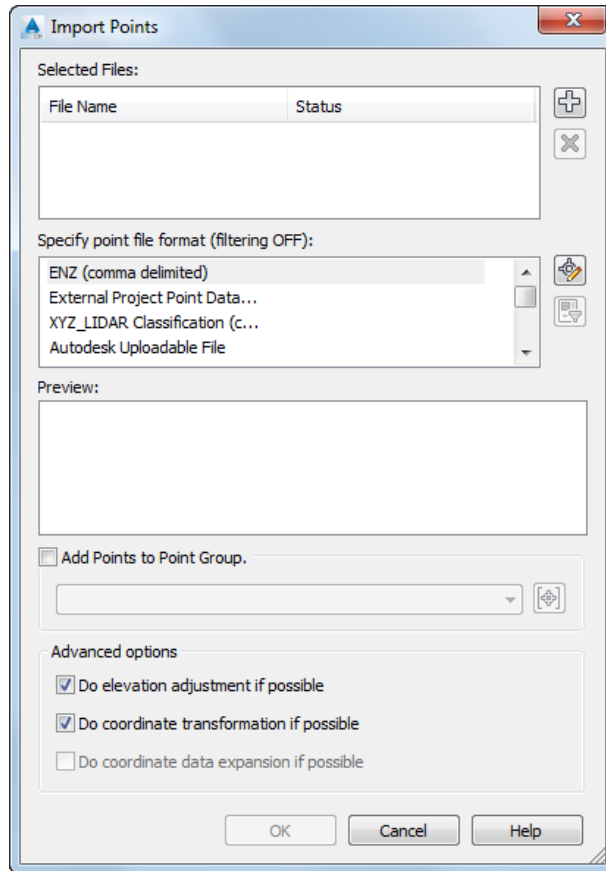 Import Points
Selected Files:
File Name Status
Specify point file format (filtering OFF):
ENZ (comma delimited)
External Project Point Data...
XYZ_LIDAR Classification (c...
Autodesk Uploadable File
Preview:
Add Points to Point Group.
Advanced options
Do elevation adjustment if possible
Do coordinate transformation if possible
Do coordinate data expansion if possible
OK Cancel Help